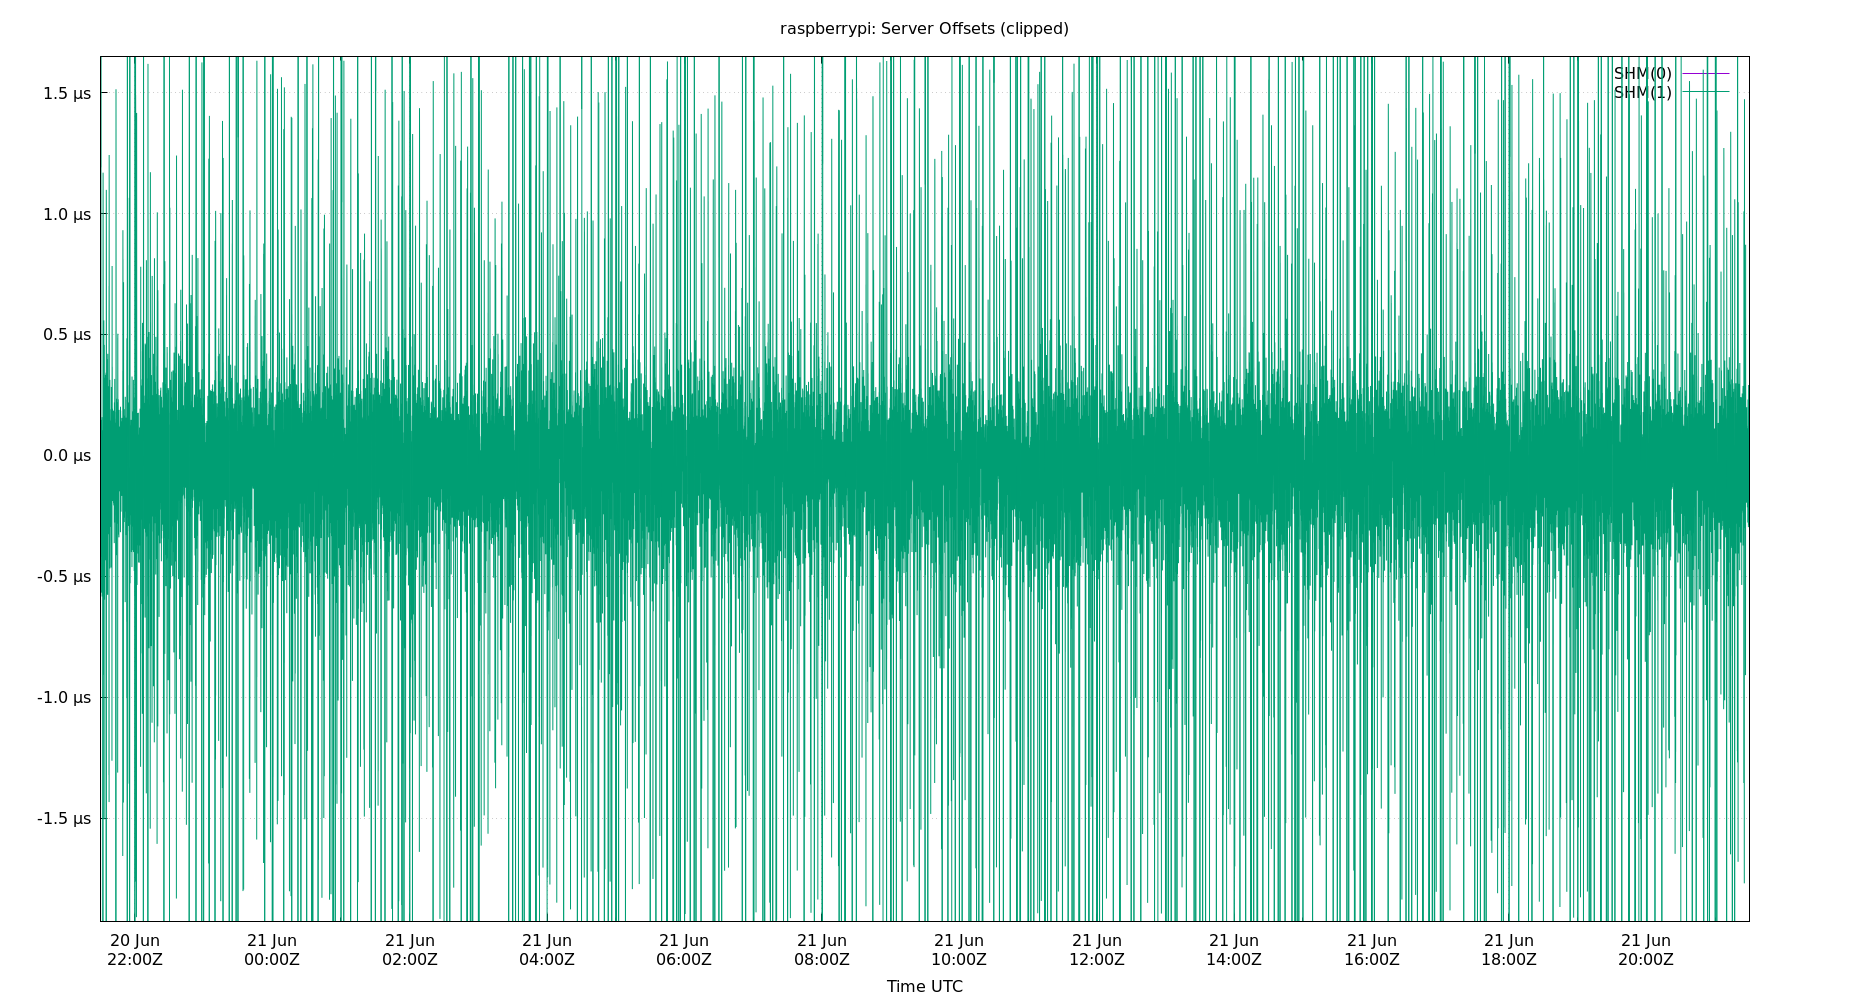 raspberrypi: Server Offsets (clipped)
SHM(0)
SHM(1)
1.5 µs
1.0 µs
0.5 µs
0.0 µs
-0.5 µs
-1.0 µs
-1.5 µs
20 Jun 21 Jun 21 Jun 21 Jun 21 Jun 21 Jun 21 Jun 21 Jun 21 Jun 21 Jun 21 Jun 21 Jun
22:00Z 00:00Z 02:00Z 04:00Z 06:00Z 08:00Z 10:00Z 12:00Z 14:00Z 16:00Z 18:00Z 20:00Z
Time UTC